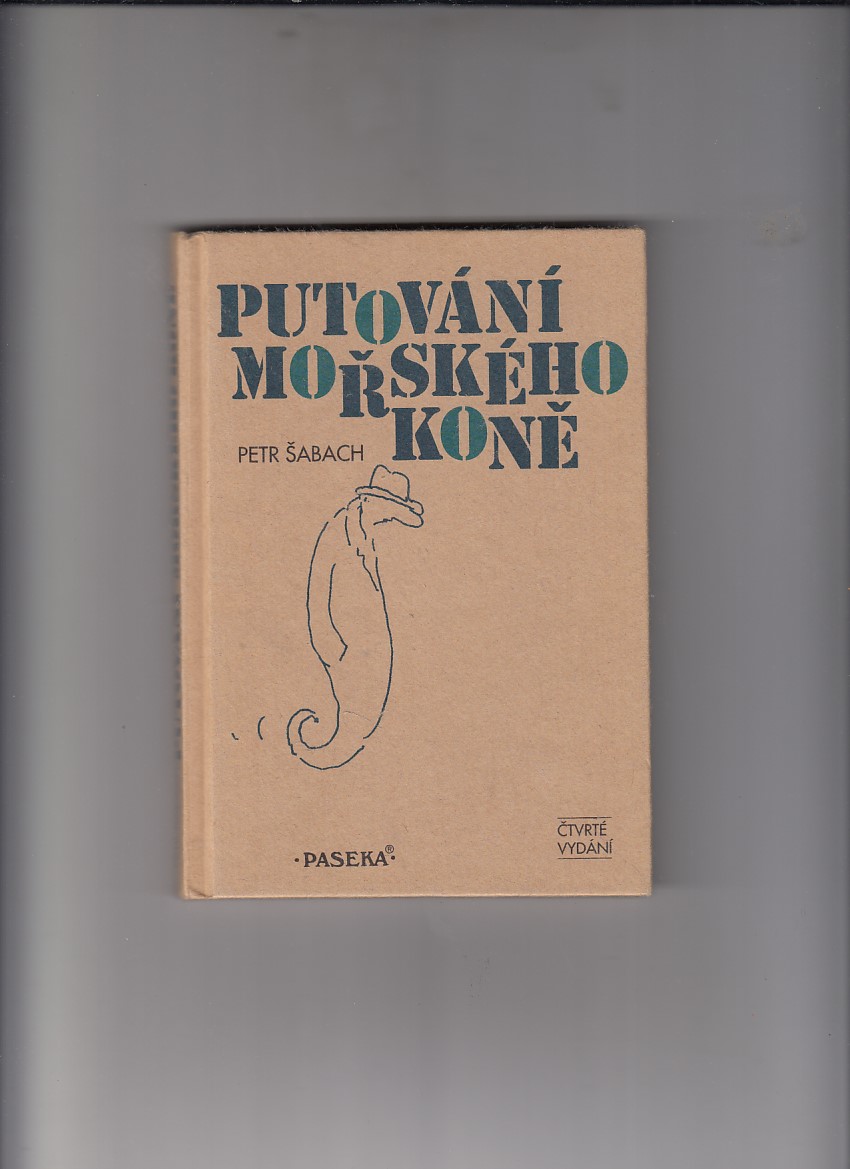 PUTOVÁNÍ
MOŘSKÉHO
KONĚ
PETR ŠABACH
·PASEKA®·
ČTVRTÉ
VYDÁNÍ